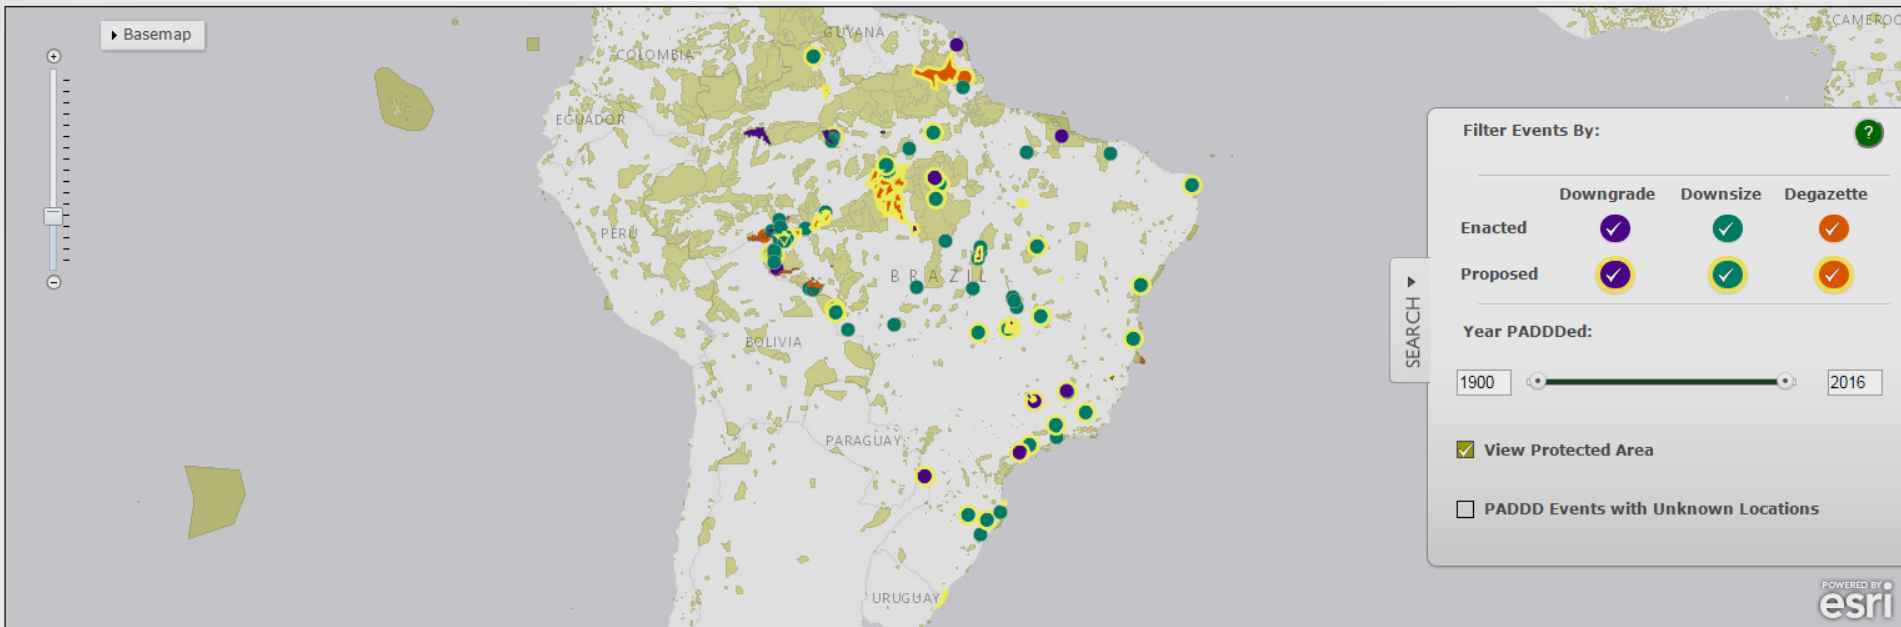 Basemap
GUYANA
COLOMBIA
ECUADOR
PERU
BRAZIL
BOLIVIA
PARAGUAY
URUGUAY
CAMEROO
SEARCH
Filter Events By:
?
Downgrade Downsize Degazette
Enacted
Proposed
Year PADDDed:
1900 2016
View Protected Area
PADDD Events with Unknown Locations
POWERED BY
esri